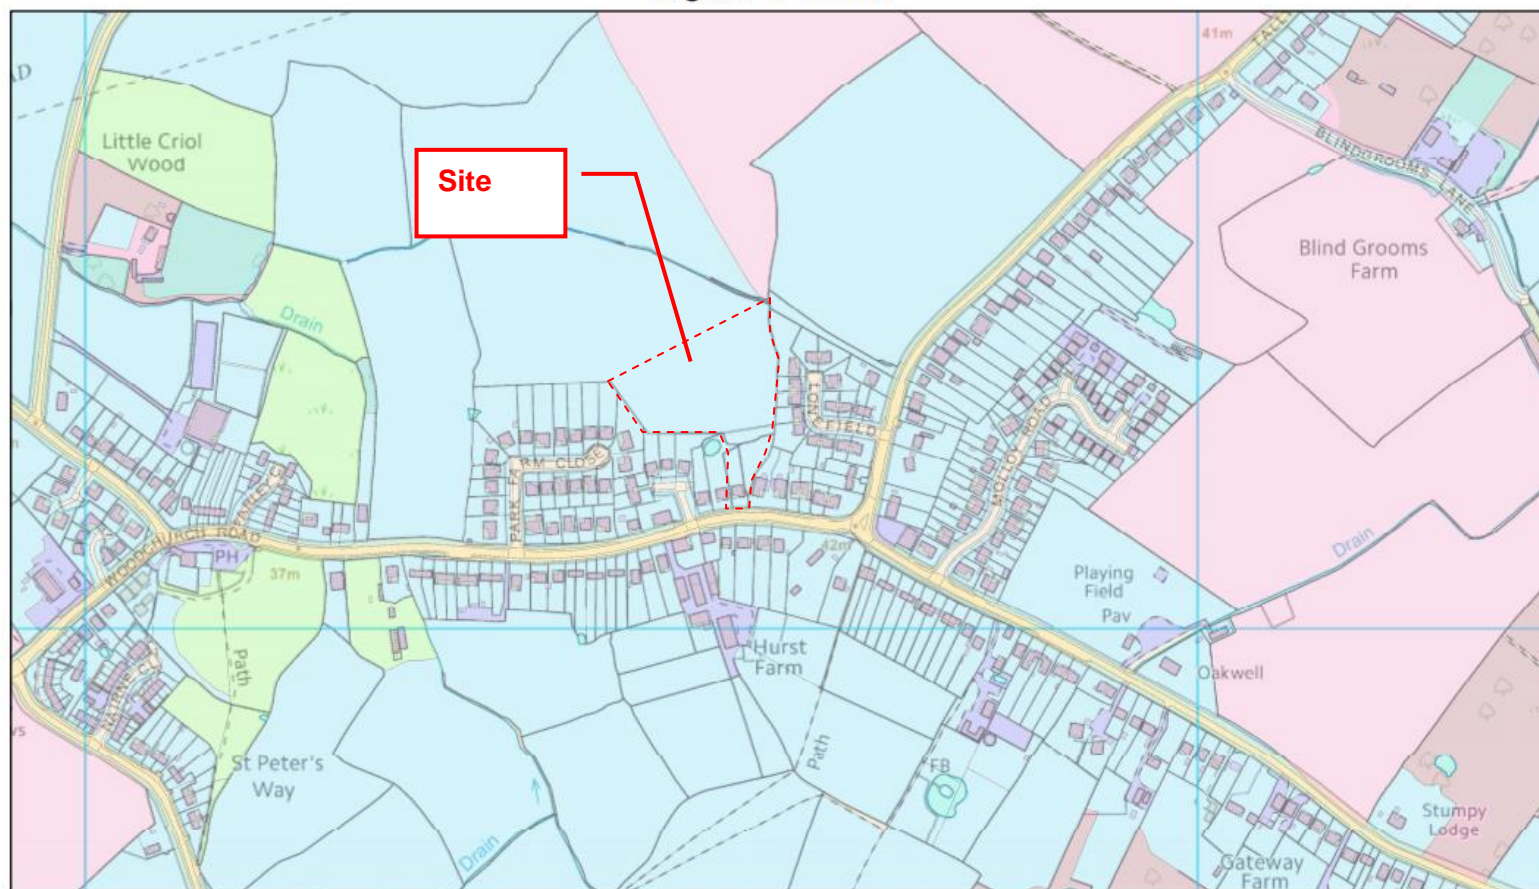 41m
TALL
Little Criol
Wood
Site
BLINDGROOMS LANE
Blind Grooms
Farm
Drain
LONGFIELD
MOLLOY ROAD
PARK FARM CLOSE
WOODCHURCH ROAD
PH
37m
42m
Drain
Playing
Field
Pav
Hurst
Farm
Path
Oakwell
St Peter's
Way
Path
FB
Drain
Stumpy
Lodge
Gateway
Farm